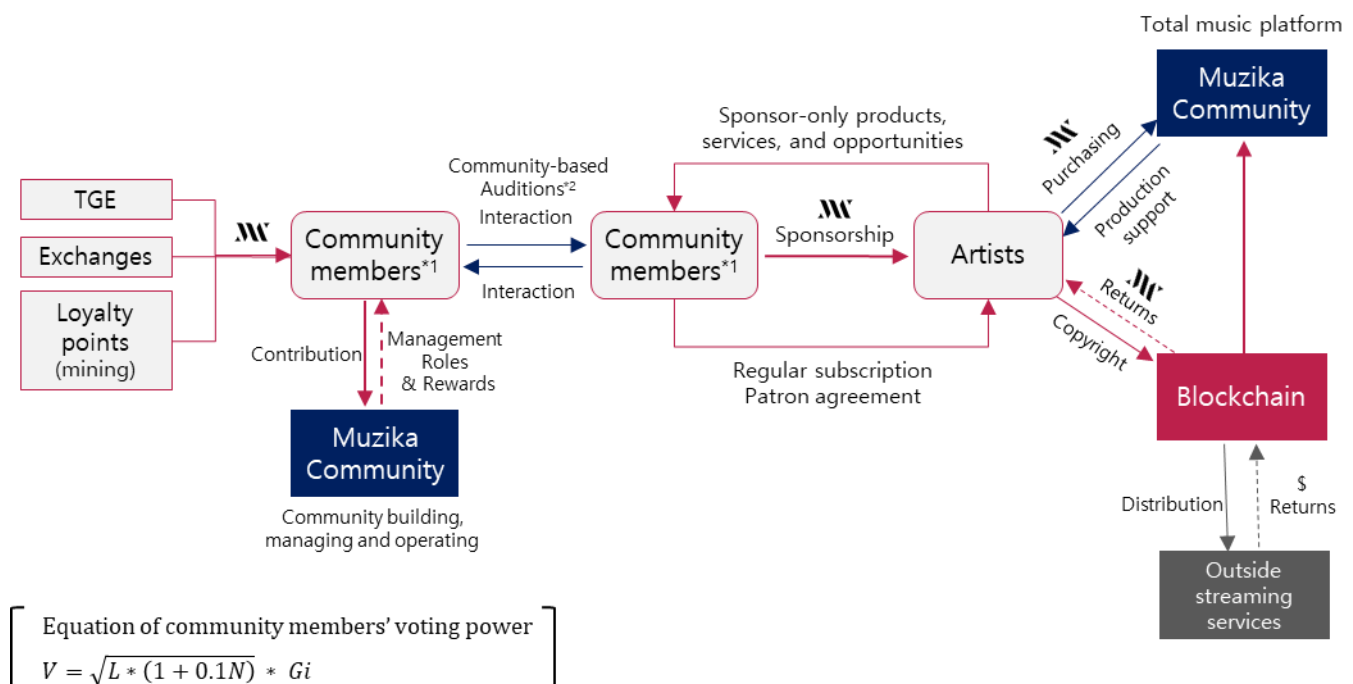 Total music platform
Muzika
Community
Sponsor-only products,
services, and opportunities
Purchasing
Production
support
Community-based
Auditions*2
Interaction
TGE
Exchanges
Loyalty
points
(mining)
Community
members*1
Interaction
Community
members*1
Sponsorship
Artists
Returns
Copyright
Contribution
Management
Roles
& Rewards
Regular subscription
Patron agreement
Blockchain
Muzika
Community
Community building,
managing and operating
Distribution
$
Returns
Outside
streaming
services
Equation of community members’ voting power
V = √L * (1 + 0.1N) * Gi